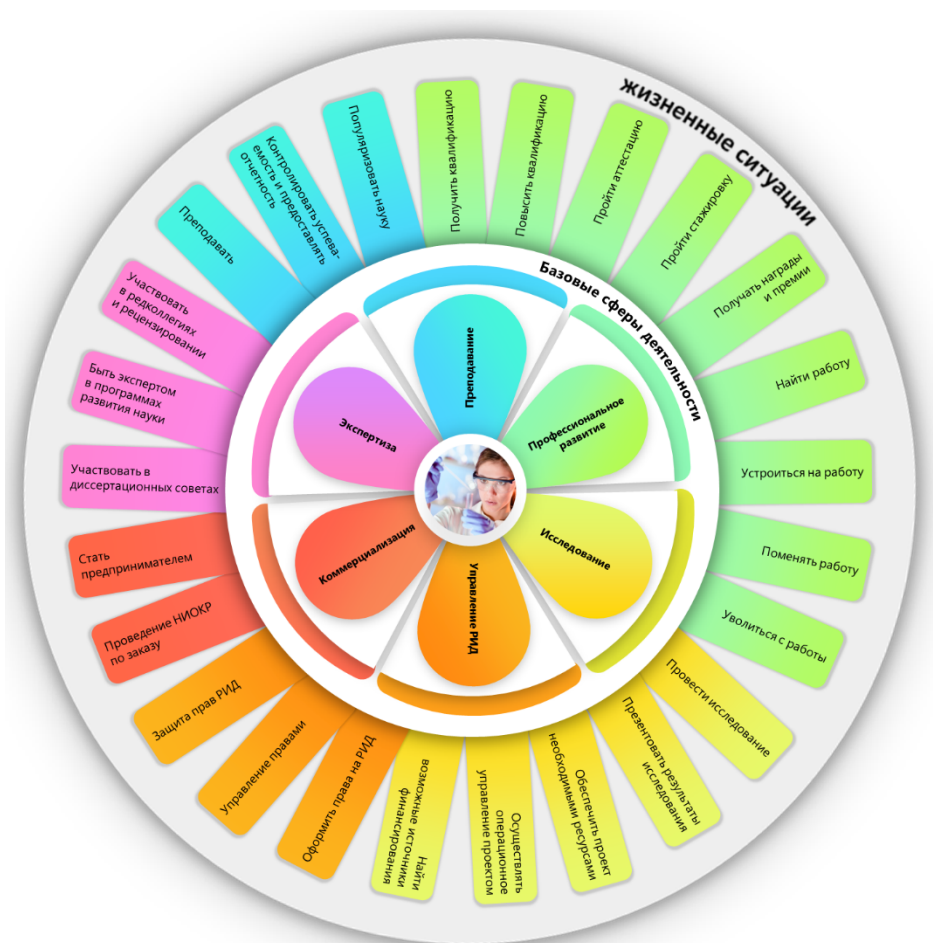 жизненные ситуации
Базовые сферы деятельности
Получить квалификацию
Повысить квалификацию
Пройти аттестацию
Пройти стажировку
Получать награды
и премии
Найти работу
Устроиться на работу
Поменять работу
Уволиться с работы
Провести исследование
Презентовать результаты
исследования
Обеспечить проект
необходимыми ресурсами
Осуществлять
операционное
управление проектом
Найти
возможные источники
финансирования
Оформить права на РИД
Управление правами
Защита прав РИД
Проведение НИОКР
по заказу
Стать
предпринимателем
Участвовать в
диссертационных советах
Быть экспертом
в программах
развития науки
Участвовать
в редколлегиях
и рецензировании
Преподавать
Контролировать успева-
емость и предоставлять
отчетность
Популяризовать науку
Преподавание
Профессиональное
развитие
Исследование
Управление РИД
Коммерциализация
Экспертиза